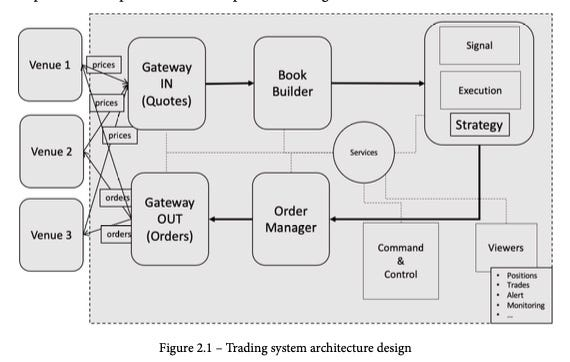 Venue 1
prices
Gateway
IN
(Quotes)
Book
Builder
Signal
Execution
Strategy
prices
prices
Venue 2
Services
orders
Gateway
OUT
(Orders)
Order
Manager
Venue 3
orders
Command
&
Control
Viewers
• Positions
• Trades
• Alert
• Monitoring
• ...
Figure 2.1 – Trading system architecture design